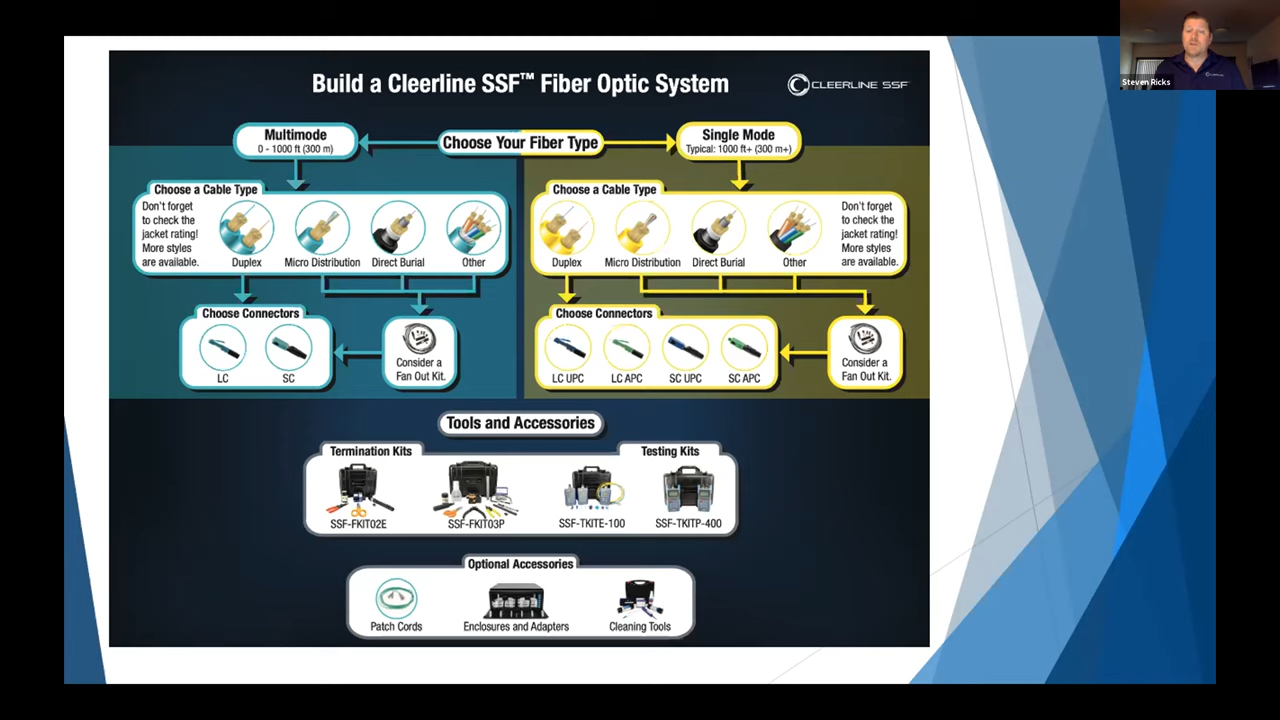 Steven Ricks
Build a Cleerline SSF™ Fiber Optic System
CLEERLINE SSF
Choose Your Fiber Type
Multimode
0 - 1000 ft (300 m)
Single Mode
Typical: 1000 ft+ (300 m+)
Choose a Cable Type
Don't forget
to check the
jacket rating!
More styles
are available.
Duplex
Micro Distribution
Direct Burial
Other
Choose Connectors
LC
SC
Consider a
Fan Out Kit.
Choose a Cable Type
Duplex
Micro Distribution
Direct Burial
Other
Don't forget
to check the
jacket rating!
More styles
are available.
Choose Connectors
LC UPC
LC APC
SC UPC
SC APC
Consider a
Fan Out Kit.
Tools and Accessories
Termination Kits
Testing Kits
SSF-FKIT02E
SSF-FKIT03P
SSF-TKITE-100
SSF-TKITP-400
Optional Accessories
Patch Cords
Enclosures and Adapters
Cleaning Tools